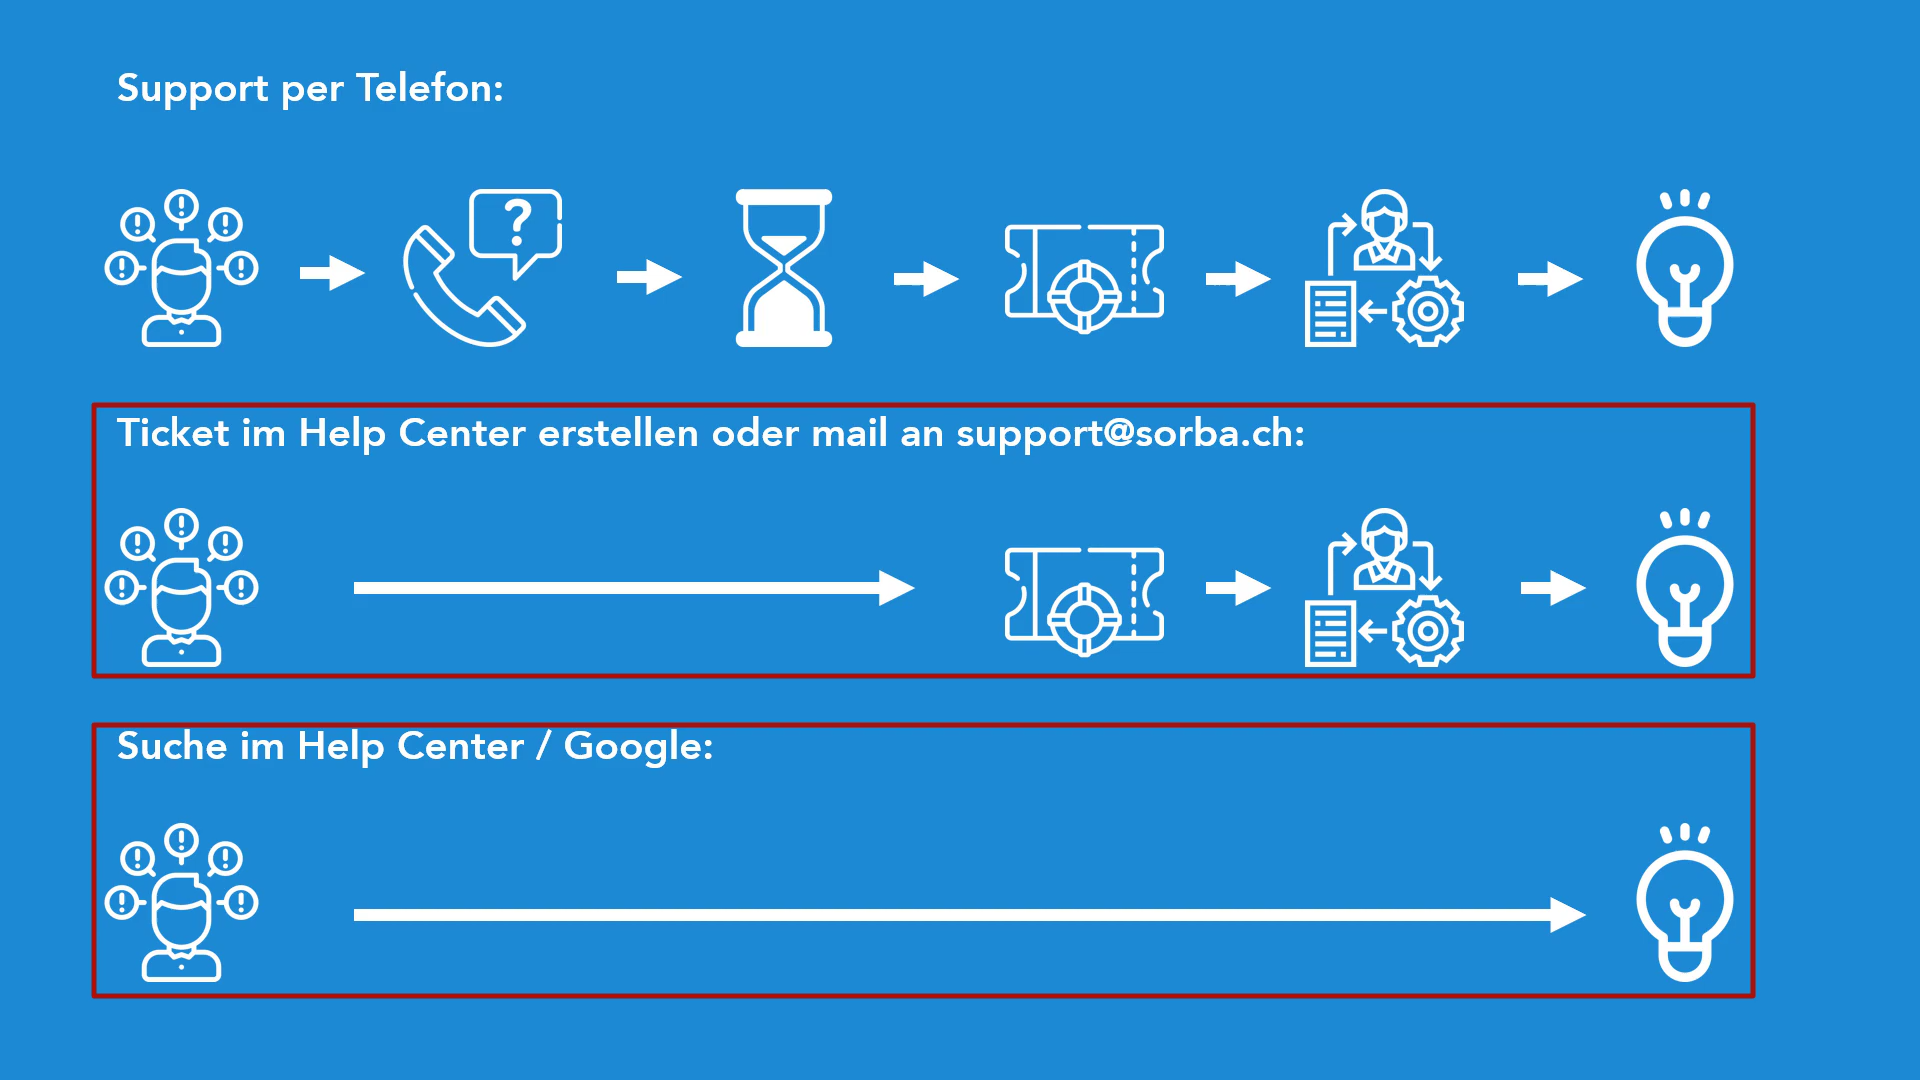 Support per Telefon:
?
Ticket im Help Center erstellen oder mail an support@sorba.ch:
Suche im Help Center / Google: